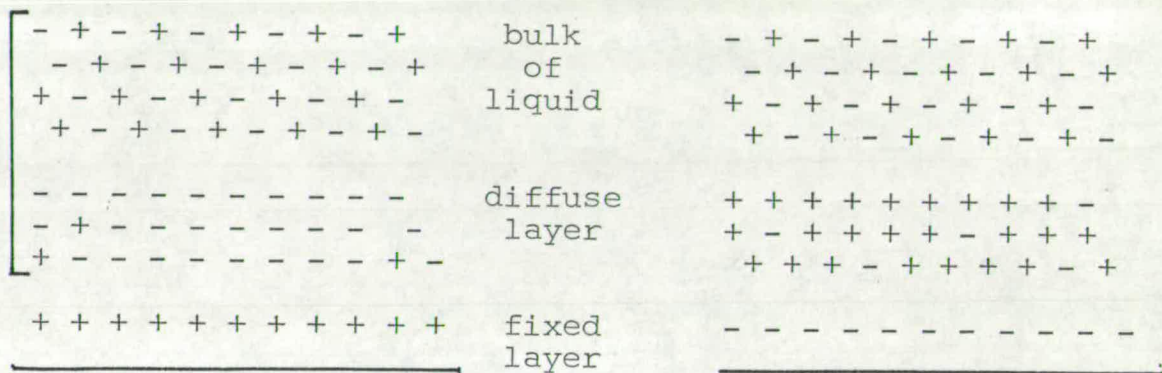 - + - + - + - + - + bulk - + - + - + - + - +
- + - + - + - + - + of - + - + - + - + - +
+ - + - + - + - + - liquid + - + - + - + - + -
+ - + - + - + - + - + - + - + - + - + -
- - - - - - - - - - diffuse + + + + + + + + + -
- + - - - - - - - - layer + - + + + + - + + +
+ - - - - - - - - + - + + + - + + + + - +
+ + + + + + + + + + + fixed - - - - - - - - - - -
layer